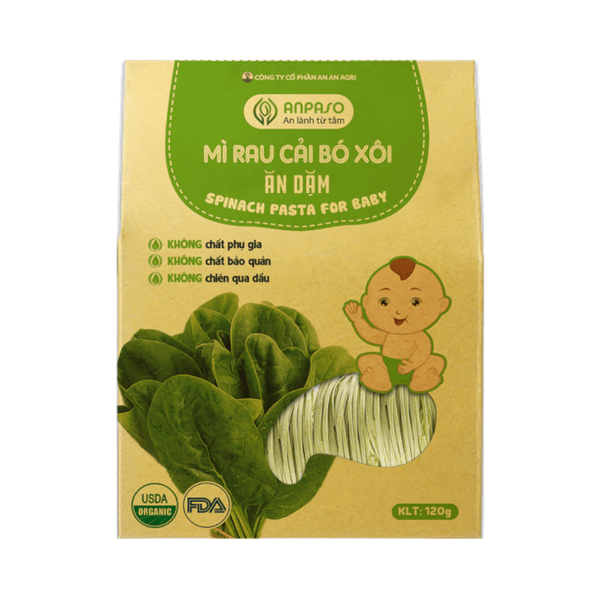 CÔNG TY CỔ PHẦN AN AN AGRI
ANPASO
An lành từ tâm
MÌ RAU CẢI BÓ XÔI
ĂN DẶM
SPINACH PASTA FOR BABY
KHÔNG chất phụ gia
KHÔNG chất bảo quản
KHÔNG chiên qua dầu
USDA
ORGANIC
FDA
KLT: 120g